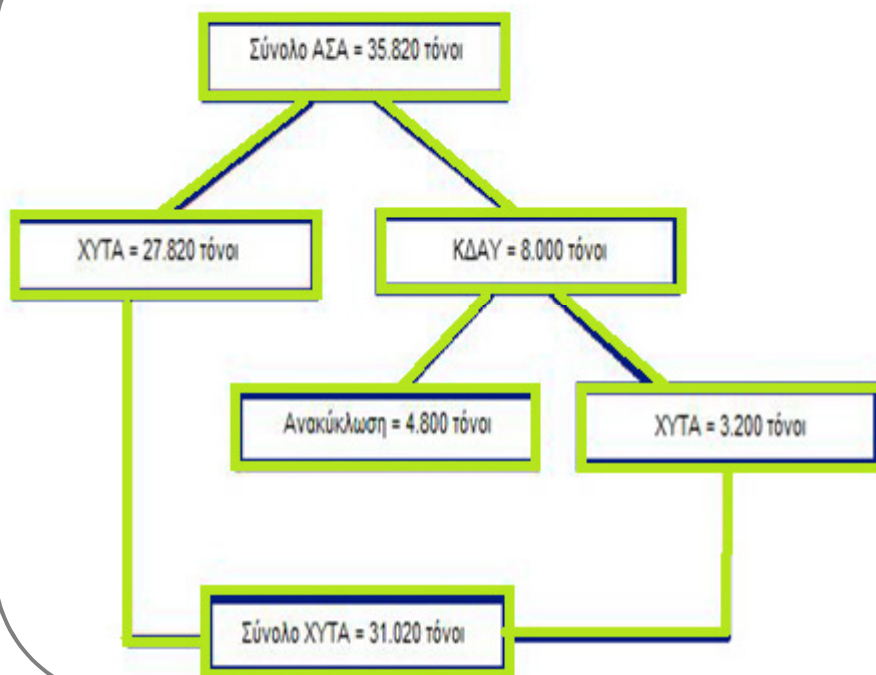 Σύνολο ΑΣΑ = 35.820 τόνοι
ΧΥΤΑ = 27.820 τόνοι
ΚΔΑΥ = 8.000 τόνοι
Ανακύκλωση = 4.800 τόνοι
ΧΥΤΑ = 3.200 τόνοι
Σύνολο ΧΥΤΑ = 31.020 τόνοι